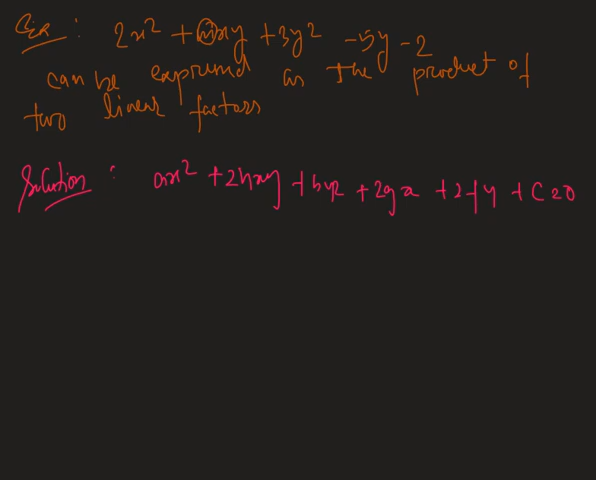 Ex : 2x² + mxy + 3y² - 5y - 2
can be expressed as the product of
two linear factors
Solution : ax² + 2hxy + by² + 2gx + 2fy + c = 0